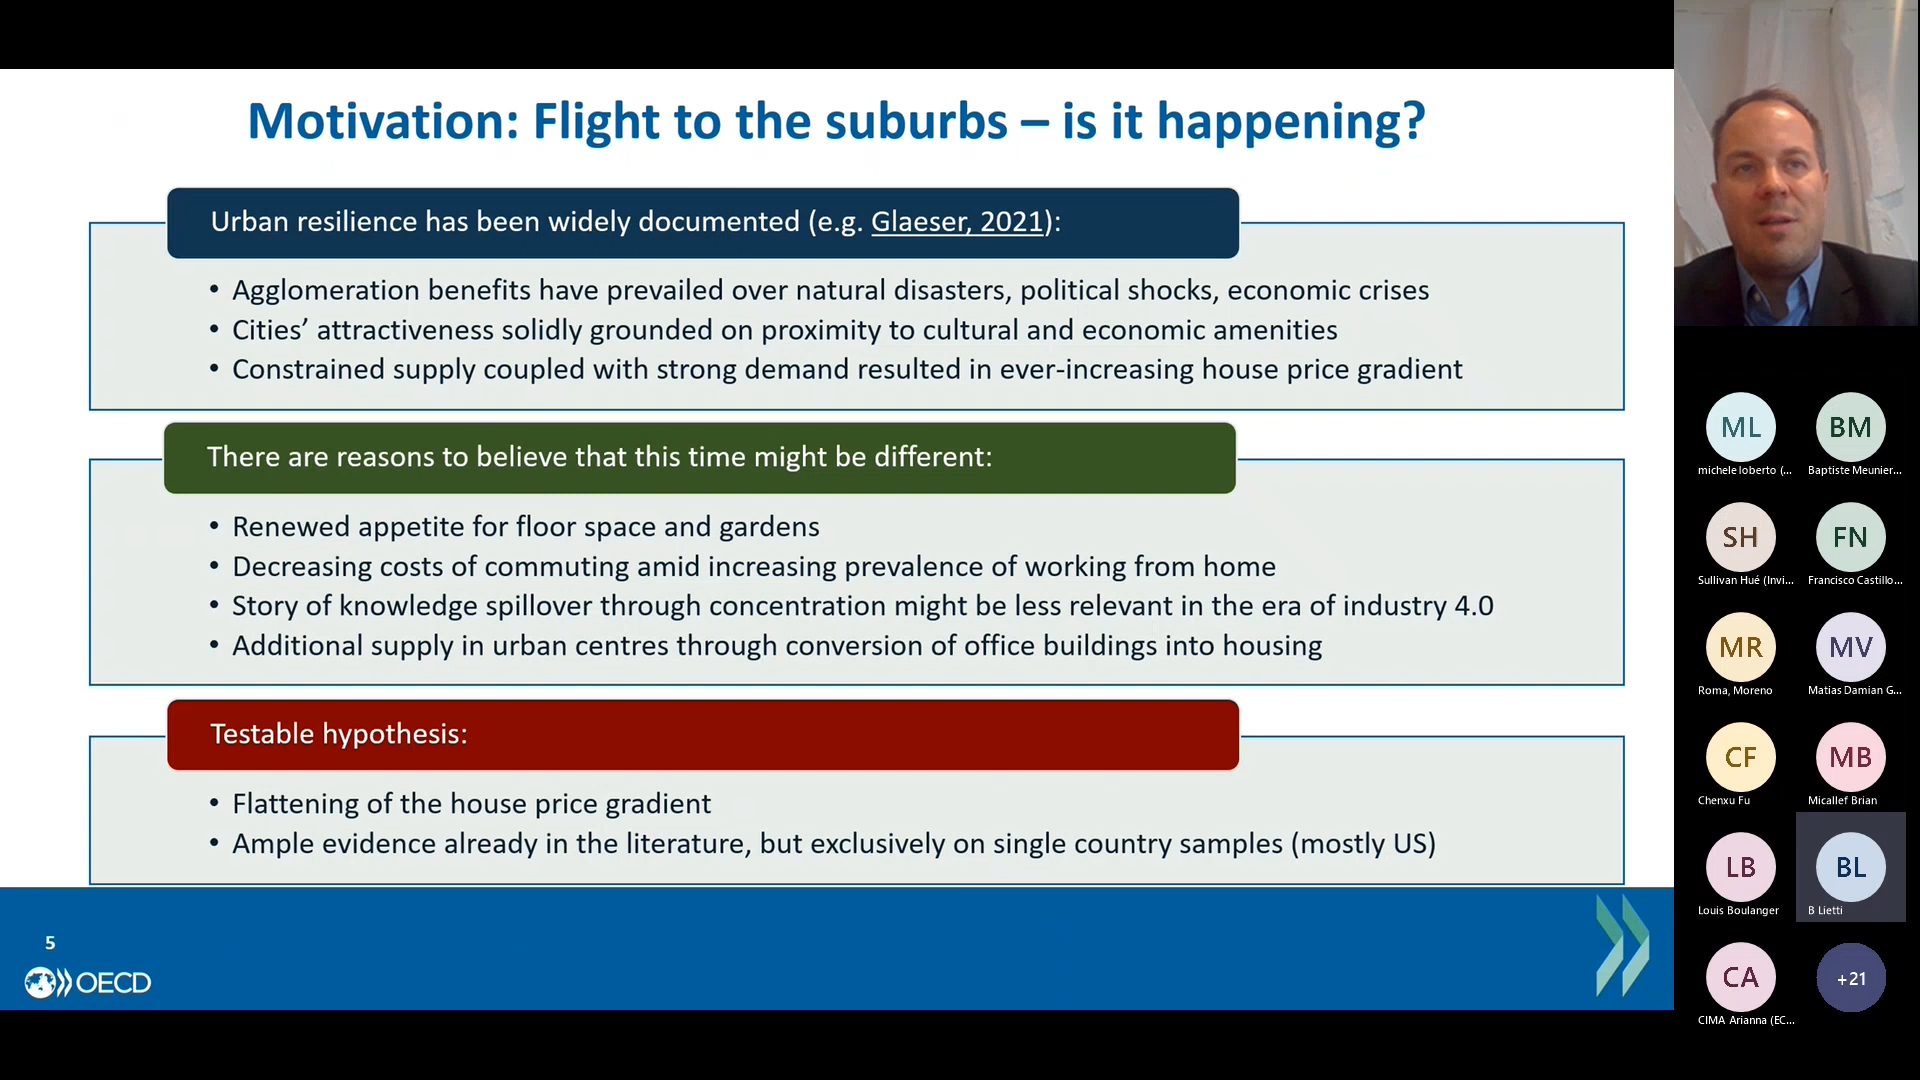 Motivation: Flight to the suburbs – is it happening?
Urban resilience has been widely documented (e.g. Glaeser, 2021):
• Agglomeration benefits have prevailed over natural disasters, political shocks, economic crises
• Cities’ attractiveness solidly grounded on proximity to cultural and economic amenities
• Constrained supply coupled with strong demand resulted in ever-increasing house price gradient
There are reasons to believe that this time might be different:
• Renewed appetite for floor space and gardens
• Decreasing costs of commuting amid increasing prevalence of working from home
• Story of knowledge spillover through concentration might be less relevant in the era of industry 4.0
• Additional supply in urban centres through conversion of office buildings into housing
Testable hypothesis:
• Flattening of the house price gradient
• Ample evidence already in the literature, but exclusively on single country samples (mostly US)
5
OECD
ML
michele loberto (...
BM
Baptiste Meunier...
SH
Sullivan Hué (Invi...
FN
Francisco Castillo...
MR
Roma, Moreno
MV
Matias Damian G...
CF
Chenxu Fu
MB
Micallef Brian
LB
Louis Boulanger
BL
B Lietti
CA
CIMA Arianna (EC...
+21